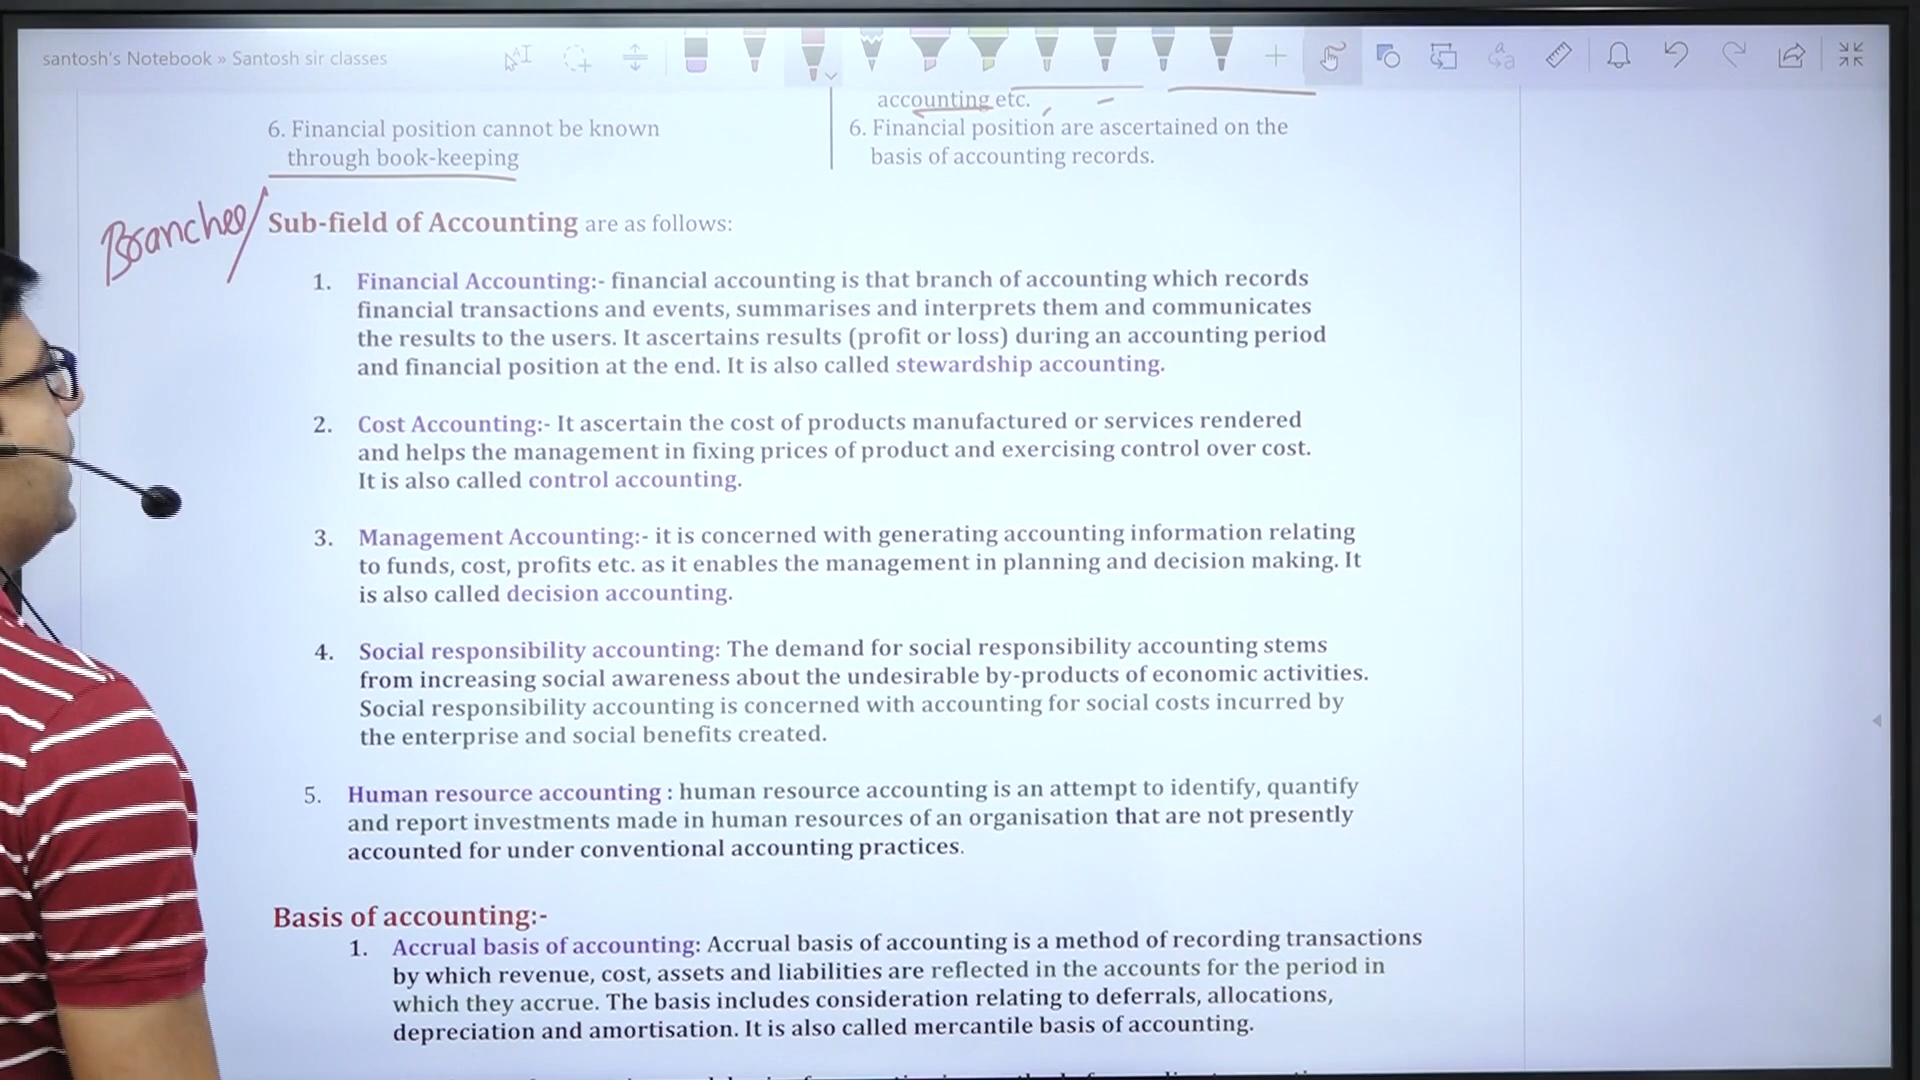 santosh's Notebook » Santosh sir classes
accounting etc.
6. Financial position cannot be known
through book-keeping
6. Financial position are ascertained on the
basis of accounting records.
Branches/ Sub-field of Accounting are as follows:
1. Financial Accounting:- financial accounting is that branch of accounting which records
financial transactions and events, summarises and interprets them and communicates
the results to the users. It ascertains results (profit or loss) during an accounting period
and financial position at the end. It is also called stewardship accounting.
2. Cost Accounting:- It ascertain the cost of products manufactured or services rendered
and helps the management in fixing prices of product and exercising control over cost.
It is also called control accounting.
3. Management Accounting:- it is concerned with generating accounting information relating
to funds, cost, profits etc. as it enables the management in planning and decision making. It
is also called decision accounting.
4. Social responsibility accounting: The demand for social responsibility accounting stems
from increasing social awareness about the undesirable by-products of economic activities.
Social responsibility accounting is concerned with accounting for social costs incurred by
the enterprise and social benefits created.
5. Human resource accounting : human resource accounting is an attempt to identify, quantify
and report investments made in human resources of an organisation that are not presently
accounted for under conventional accounting practices.
Basis of accounting:-
1. Accrual basis of accounting: Accrual basis of accounting is a method of recording transactions
by which revenue, cost, assets and liabilities are reflected in the accounts for the period in
which they accrue. The basis includes consideration relating to deferrals, allocations,
depreciation and amortisation. It is also called mercantile basis of accounting.